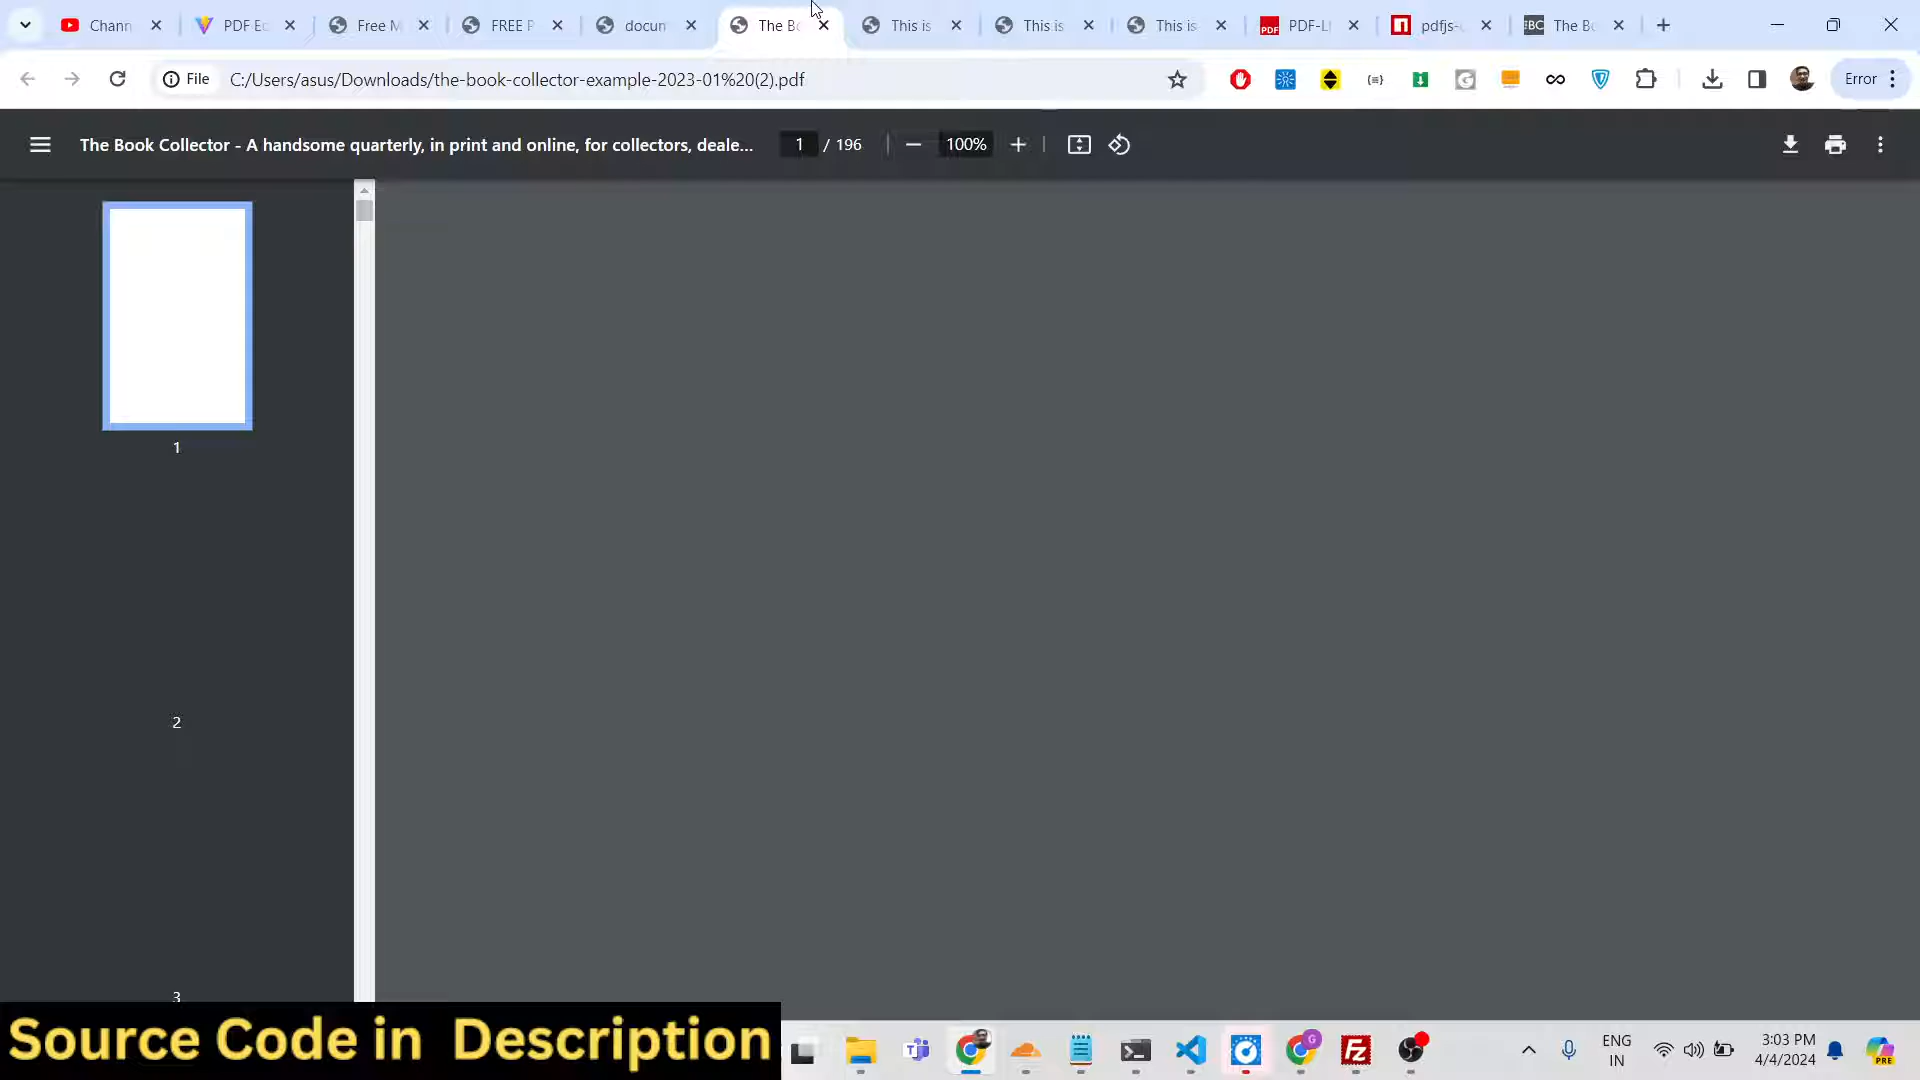 Chann
PDF Ec
Free M
FREE P
docum
The Bo
This is
This is
This is
PDF-LI
pdfjs-
The Bo
File
C:/Users/asus/Downloads/the-book-collector-example-2023-01%20(2).pdf
Error
The Book Collector - A handsome quarterly, in print and online, for collectors, deale...
1 / 196
100%
1
2
3
Source Code in Description
ENG
IN
3:03 PM
4/4/2024